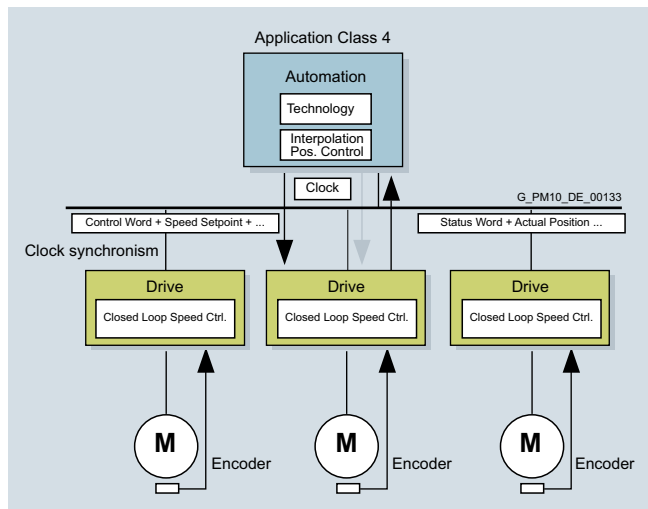 Application Class 4
Automation
Technology
Interpolation
Pos. Control
Clock
G_PM10_DE_00133
Control Word + Speed Setpoint + ...
Status Word + Actual Position ...
Clock synchronism
Drive
Drive
Drive
Closed Loop Speed Ctrl.
Closed Loop Speed Ctrl.
Closed Loop Speed Ctrl.
M
M
M
Encoder
Encoder
Encoder